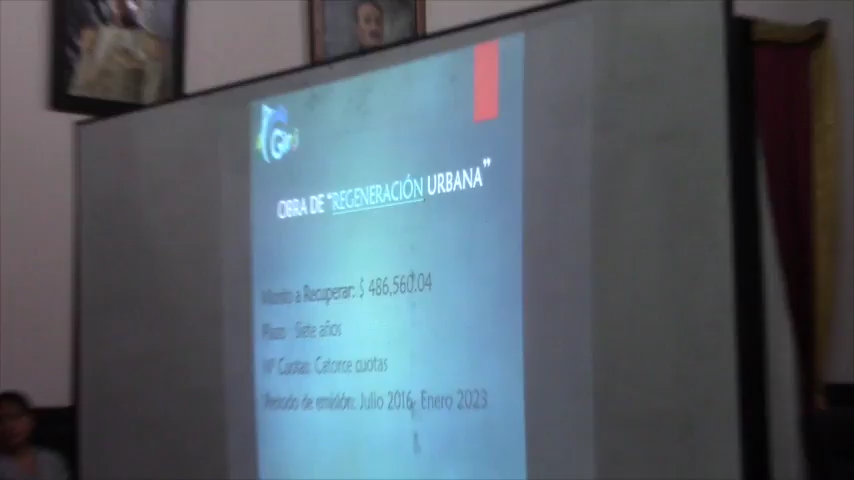 OBRA DE "REGENERACIÓN URBANA"
Monto a Recuperar: $ 486,560.04
Plazo: Siete años
Nº Cuotas: Catorce cuotas
Periodo de emisión: Julio 2016- Enero 2023